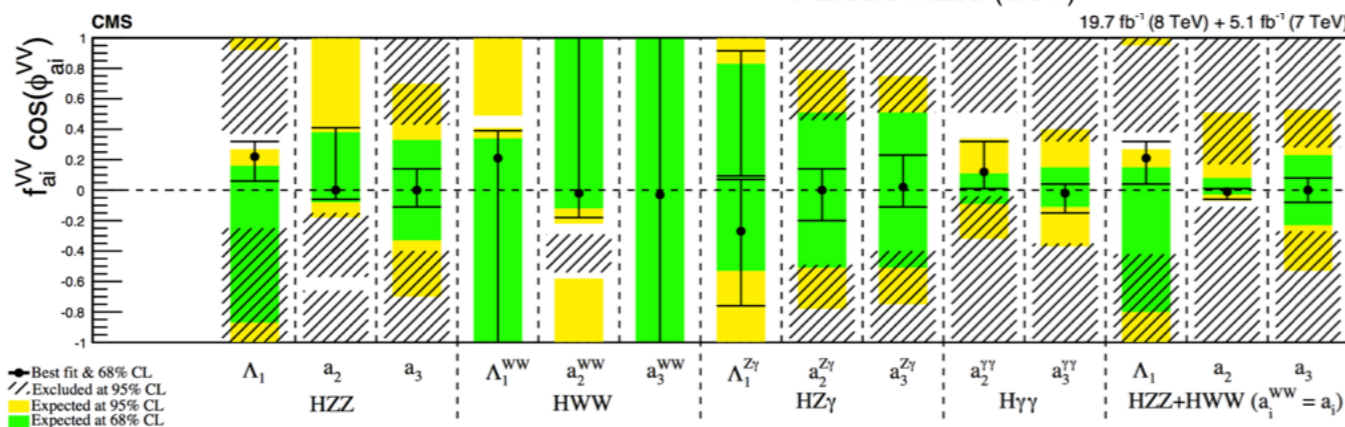 CMS
19.7 fb⁻¹ (8 TeV) + 5.1 fb⁻¹ (7 TeV)
f_ai^VV cos(ϕ_ai^VV)
1
0.8
0.6
0.4
0.2
0
-0.2
-0.4
-0.6
-0.8
-1
Λ₁ a₂ a₃ Λ₁^WW a₂^WW a₃^WW Λ₁^Zγ a₂^Zγ a₃^Zγ a₂^γγ a₃^γγ Λ₁ a₂ a₃
HZZ HWW HZγ Hγγ HZZ+HWW (a_i^WW = a_i)
Best fit & 68% CL
Excluded at 95% CL
Expected at 95% CL
Expected at 68% CL